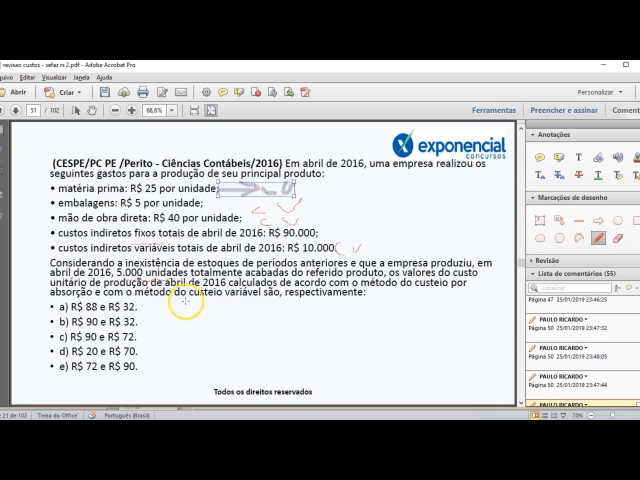 revisao custos - sefaz rs 2.pdf - Adobe Acrobat Pro
quivo Editar Visualizar Janela Ajuda
Abrir Criar Personalizar
51 / 102 68,6% Ferramentas Preencher e assinar Coment
exponencial
concursos
(CESPE/PC PE /Perito - Ciências Contábeis/2016) Em abril de 2016, uma empresa realizou os
seguintes gastos para a produção de seu principal produto:
• matéria prima: R$ 25 por unidade;
• embalagens: R$ 5 por unidade;
• mão de obra direta: R$ 40 por unidade;
• custos indiretos fixos totais de abril de 2016: R$ 90.000;
• custos indiretos variáveis totais de abril de 2016: R$ 10.000. C V
Considerando a inexistência de estoques de períodos anteriores e que a empresa produziu, em
abril de 2016, 5.000 unidades totalmente acabadas do referido produto, os valores do custo
unitário de produção de abril de 2016 calculados de acordo com o método do custeio por
absorção e com o método do custeio variável são, respectivamente:
• a) R$ 88 e R$ 32.
• b) R$ 90 e R$ 32.
• c) R$ 90 e R$ 72.
• d) R$ 20 e R$ 70.
• e) R$ 72 e R$ 90.
Todos os direitos reservados
Anotações
Marcações de desenho
Revisão
Lista de comentários (55)
Localizar
Página 47 25/01/2019 23:46:25
PAULO RICARDO
Página 50 25/01/2019 23:47:32
PAULO RICARDO
Página 50 25/01/2019 23:48:05
PAULO RICARDO
Página 50 25/01/2019 23:47:44
PAULO RICARDO
21 de 102 "Tema do Office" Português (Brasil) 70%